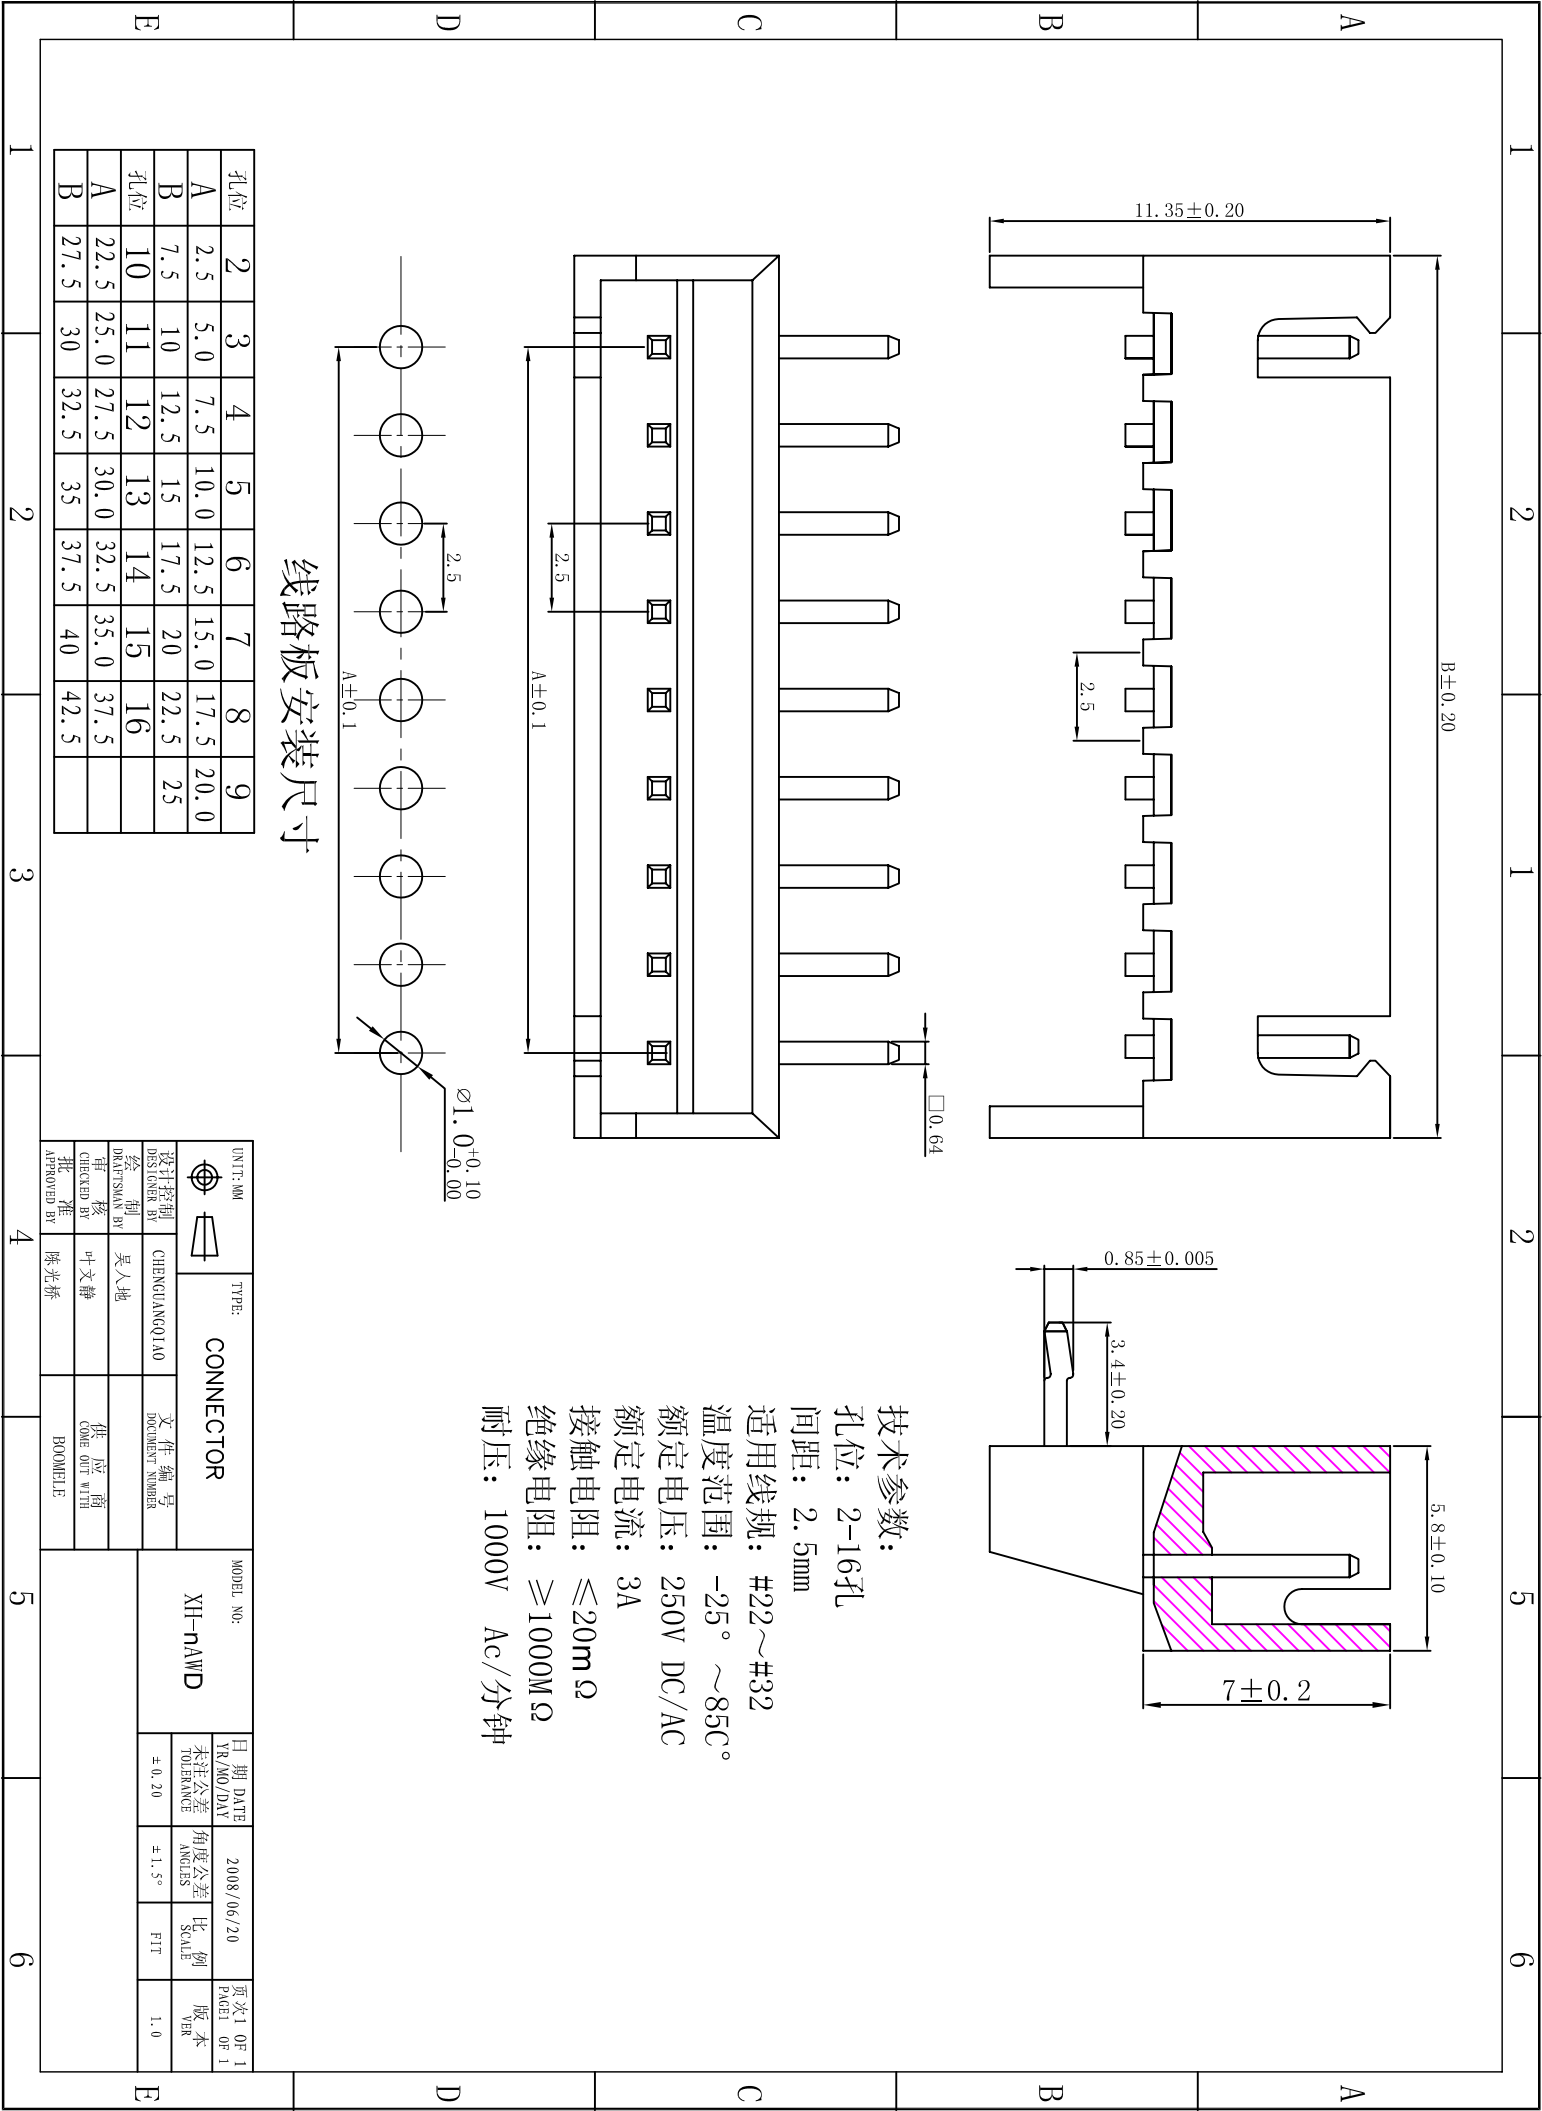 1 2 1 2 5 6
A
B
C
D
E
A
B
C
D
E
1 2 3 4 5 6
B±0.20
11.35±0.20
2.5
5.8±0.10
3.4±0.20
0.85±0.005
7±0.2
□0.64
2.5
A±0.1
2.5
A±0.1
⌀1.0+0.10-0.00
线路板安装尺寸
技术参数:
孔位: 2-16孔
间距: 2.5mm
适用线规: #22~#32
温度范围: -25° ~85C°
额定电压: 250V DC/AC
额定电流: 3A
接触电阻: ≤20mΩ
绝缘电阻: ≥1000MΩ
耐压: 1000V Ac/分钟
孔位 2 3 4 5 6 7 8 9
A 2.5 5.0 7.5 10.0 12.5 15.0 17.5 20.0
B 7.5 10 12.5 15 17.5 20 22.5 25
孔位 10 11 12 13 14 15 16
A 22.5 25.0 27.5 30.0 32.5 35.0 37.5
B 27.5 30 32.5 35 37.5 40 42.5
UNIT:MM
TYPE:
CONNECTOR
MODEL NO:
XH-nAWD
日期 DATE
YR/MO/DAY
2008/06/20
页次1 OF 1
PAGE1 OF 1
未注公差
TOLERANCE
角度公差
ANGLES
比 例
SCALE
版 本
VER
±0.20
±1.5°
FIT
1.0
设计控制
DESIGNER BY
CHENGUANGQIAO
文件编号
DOCUMENT NUMBER
绘 制
DRAFTSMAN BY
吴人地
审 核
CHECKED BY
叶文静
供 应 商
COME OUT WITH
批 准
APPROVED BY
陈光桥
BOOMELE